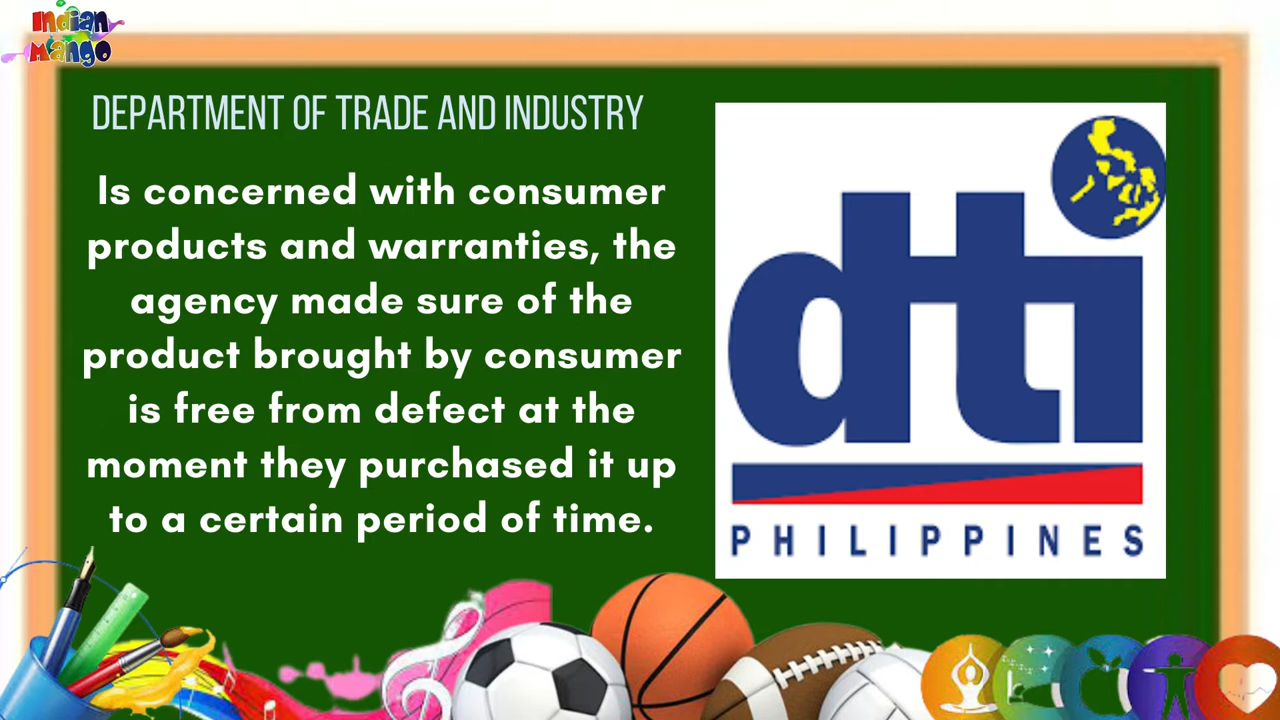 Indian
Mango
DEPARTMENT OF TRADE AND INDUSTRY
Is concerned with consumer
products and warranties, the
agency made sure of the
product brought by consumer
is free from defect at the
moment they purchased it up
to a certain period of time.
dti
PHILIPPINES